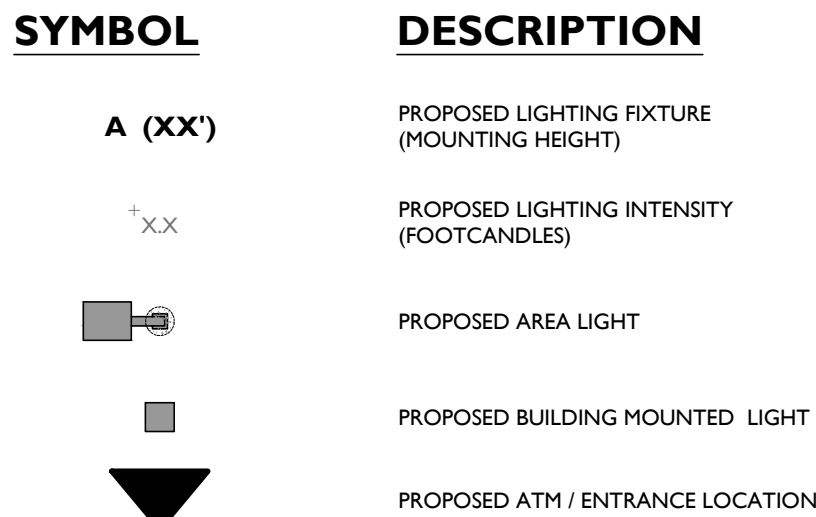 SYMBOL DESCRIPTION
A (XX') PROPOSED LIGHTING FIXTURE
(MOUNTING HEIGHT)
+X.X PROPOSED LIGHTING INTENSITY
(FOOTCANDLES)
PROPOSED AREA LIGHT
PROPOSED BUILDING MOUNTED LIGHT
PROPOSED ATM / ENTRANCE LOCATION